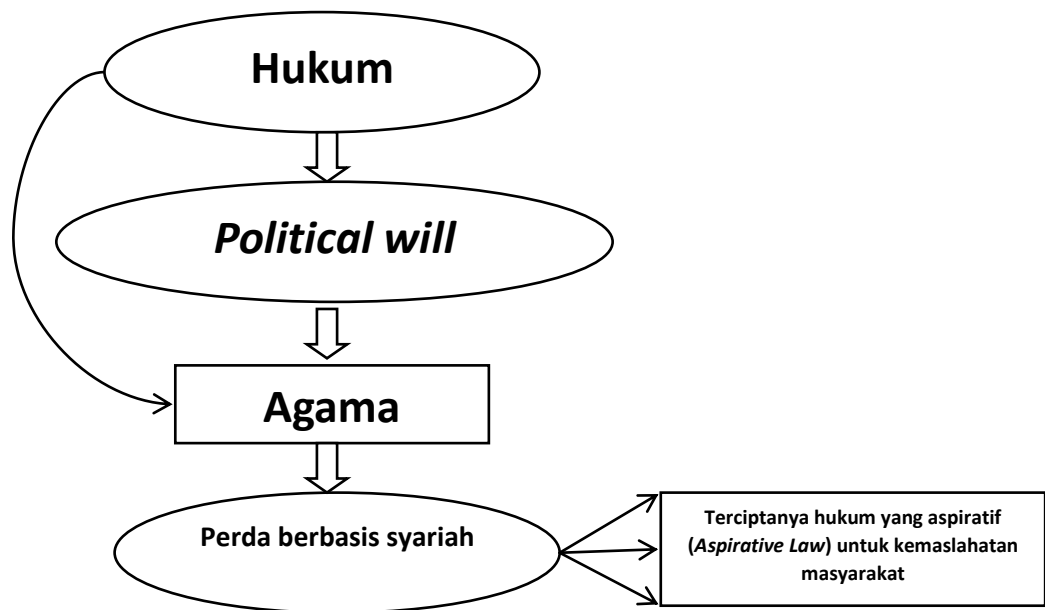 Hukum
Political will
Agama
Perda berbasis syariah
Terciptanya hukum yang aspiratif
(Aspirative Law) untuk kemaslahatan
masyarakat